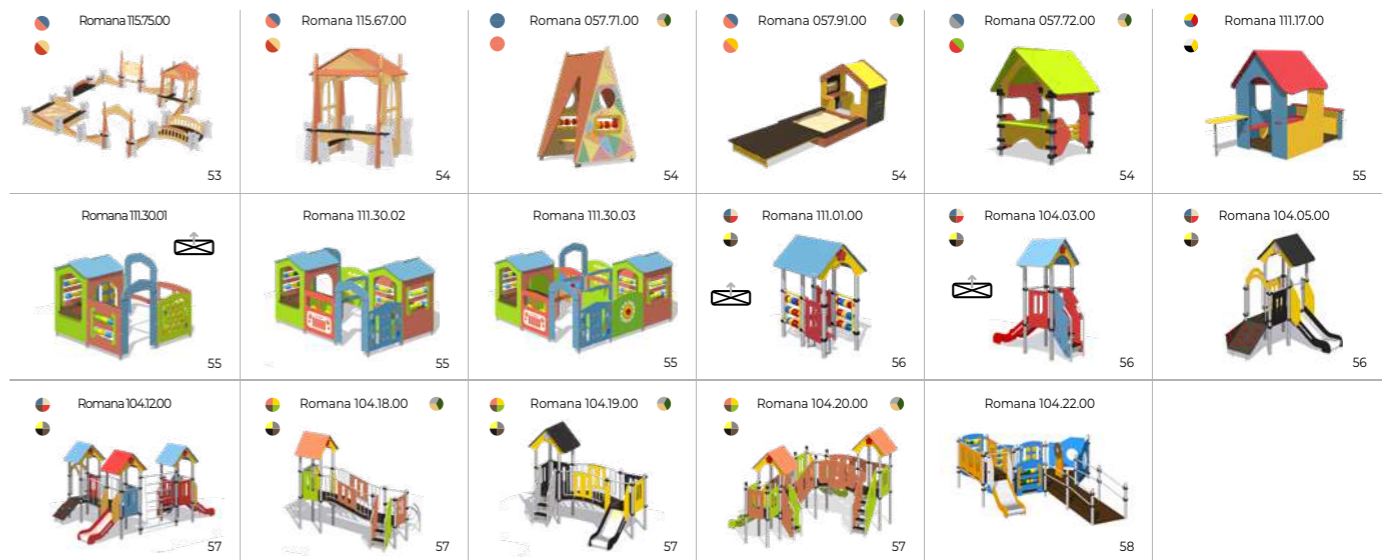 Romana 115.75.00
Romana 115.67.00
Romana 057.71.00
Romana 057.91.00
Romana 057.72.00
Romana 111.17.00
53
54
54
54
54
55
Romana 111.30.01
Romana 111.30.02
Romana 111.30.03
Romana 111.01.00
Romana 104.03.00
Romana 104.05.00
55
55
55
56
56
56
Romana 104.12.00
Romana 104.18.00
Romana 104.19.00
Romana 104.20.00
Romana 104.22.00
57
57
57
57
58